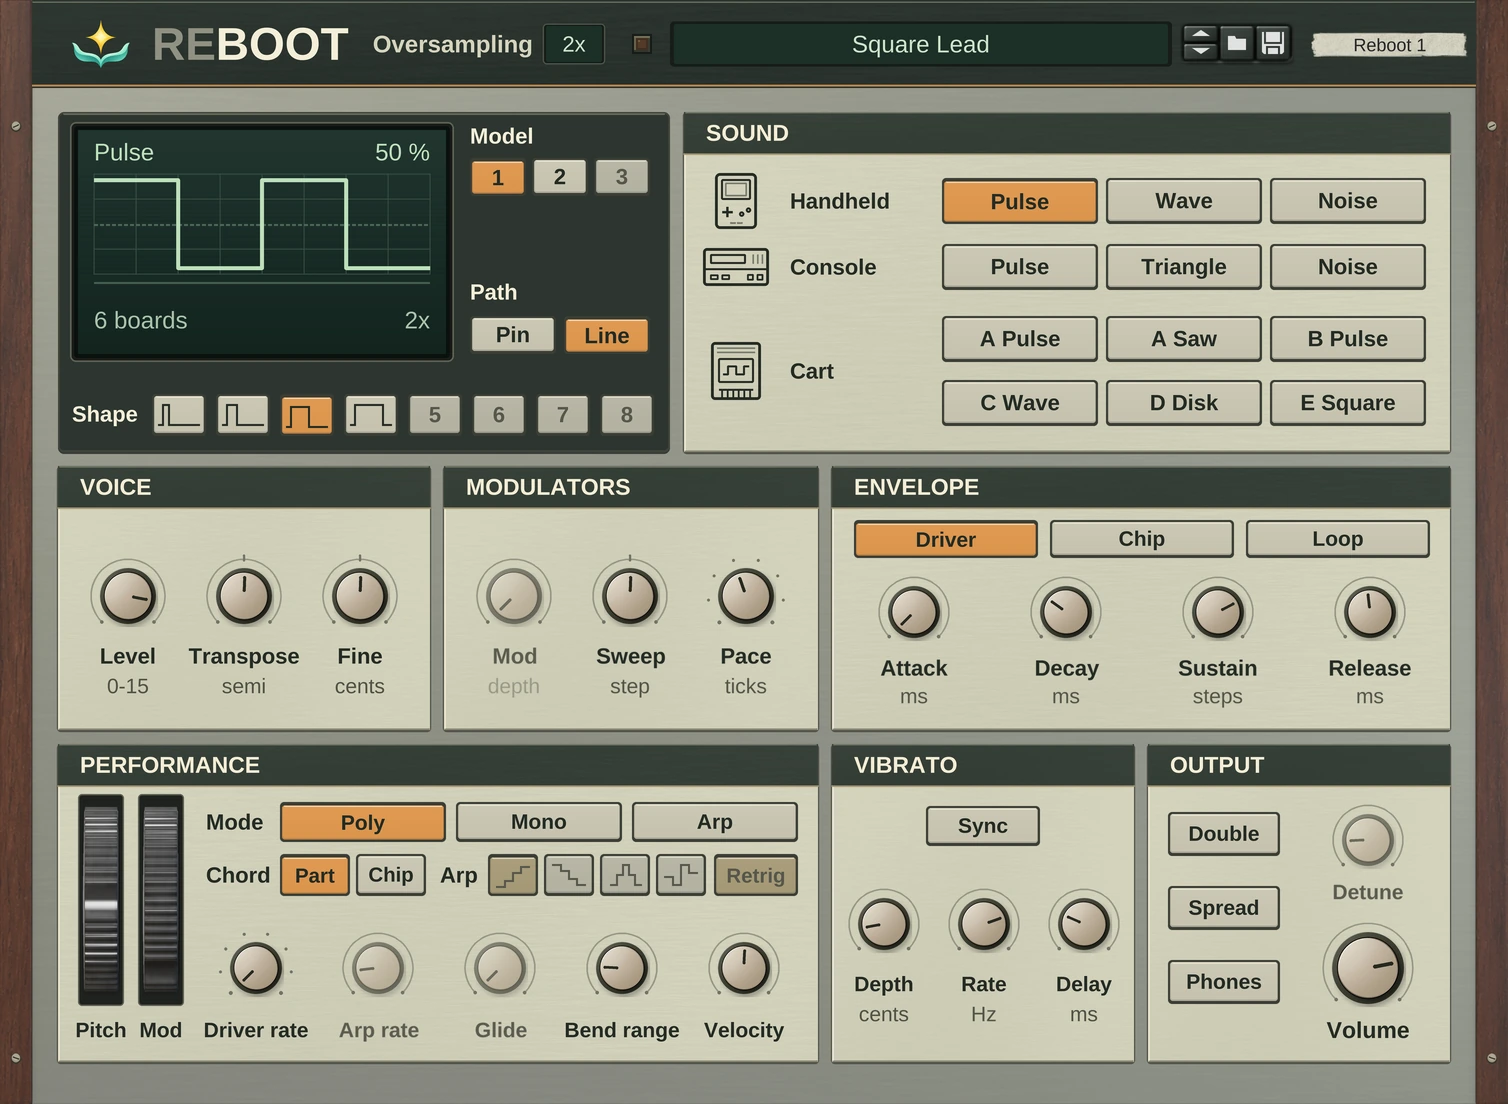 REBOOT Oversampling 2x Square Lead Reboot 1
Pulse 50 %
6 boards 2x
Model
1 2 3
Path
Pin Line
Shape 5 6 7 8
SOUND
Handheld Pulse Wave Noise
Console Pulse Triangle Noise
Cart A Pulse A Saw B Pulse
C Wave D Disk E Square
VOICE
Level Transpose Fine
0-15 semi cents
MODULATORS
Mod Sweep Pace
depth step ticks
ENVELOPE
Driver Chip Loop
Attack Decay Sustain Release
ms ms steps ms
PERFORMANCE
Mode Poly Mono Arp
Chord Part Chip Arp Retrig
Pitch Mod Driver rate Arp rate Glide Bend range Velocity
VIBRATO
Sync
Depth Rate Delay
cents Hz ms
OUTPUT
Double
Spread
Phones
Detune
Volume